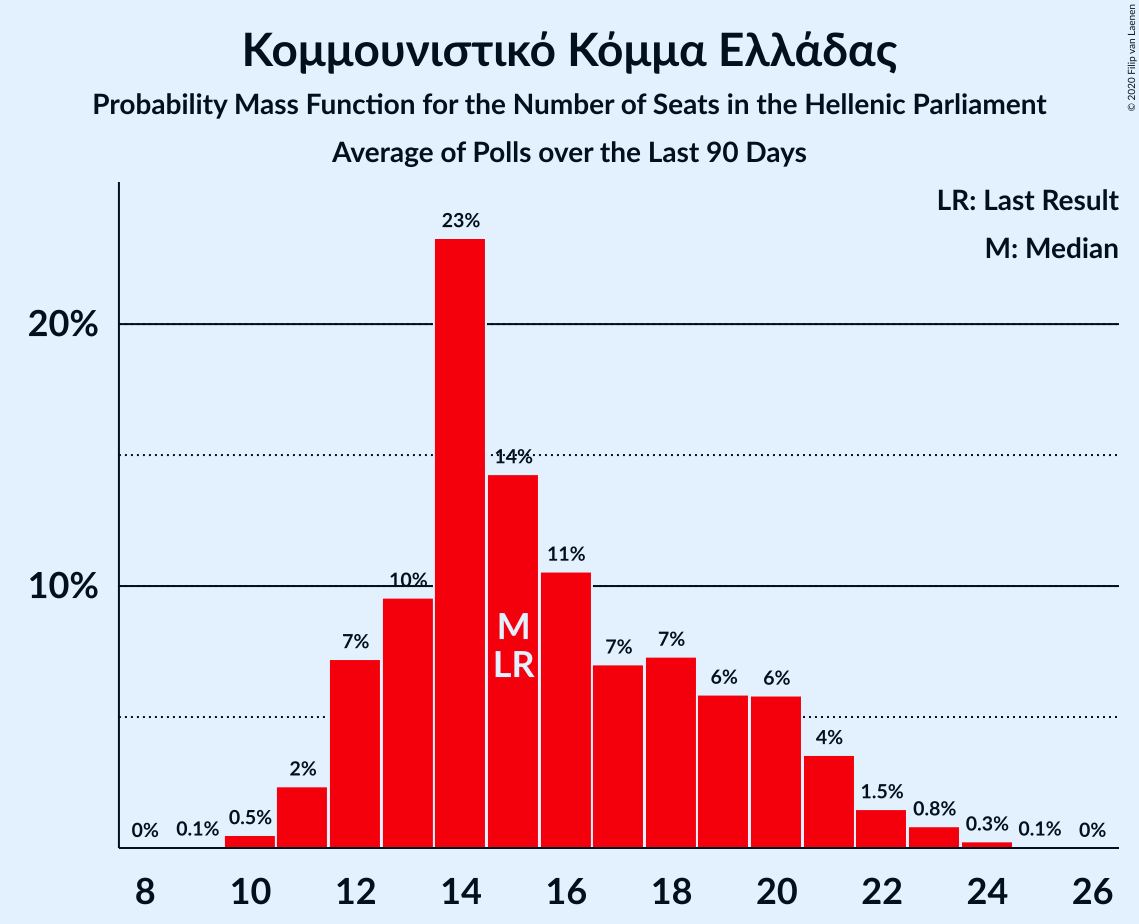 Κομμουνιστικό Κόμμα Ελλάδας
Probability Mass Function for the Number of Seats in the Hellenic Parliament
Average of Polls over the Last 90 Days
© 2020 Filip van Laenen
LR: Last Result
M: Median
20%
10%
0%
0.1%
0.5%
2%
7%
10%
23%
14%
11%
7%
7%
6%
6%
4%
1.5%
0.8%
0.3%
0.1%
0%
M
LR
8 10 12 14 16 18 20 22 24 26